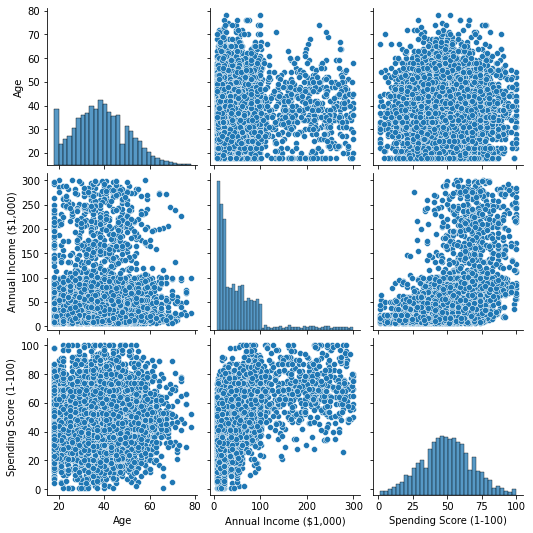 80
70
60
50
40
30
20
Age
300
250
200
150
100
50
0
Annual Income ($1,000)
100
80
60
40
20
0
Spending Score (1-100)
20 40 60 80
Age
0 100 200 300
Annual Income ($1,000)
0 25 50 75 100
Spending Score (1-100)